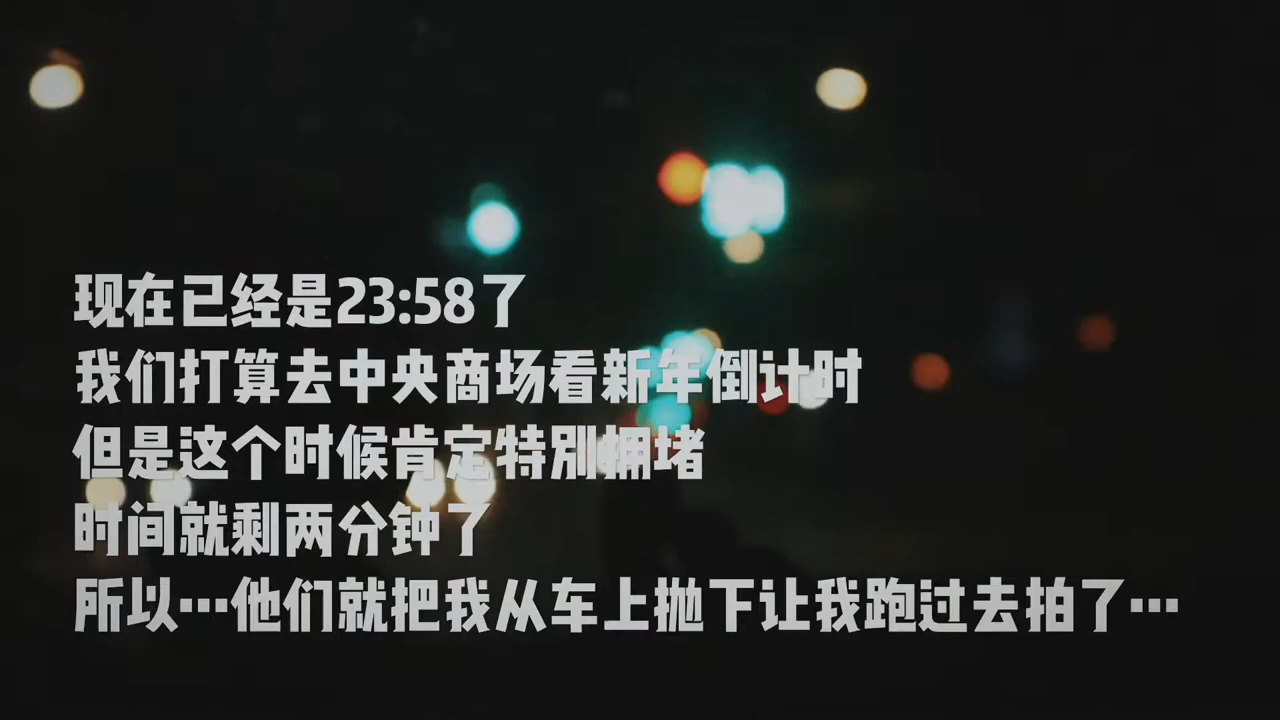 现在已经是23:58了
我们打算去中央商场看新年倒计时
但是这个时候肯定特别拥堵
时间就剩两分钟了
所以…他们就把我从车上抛下让我跑过去拍了…